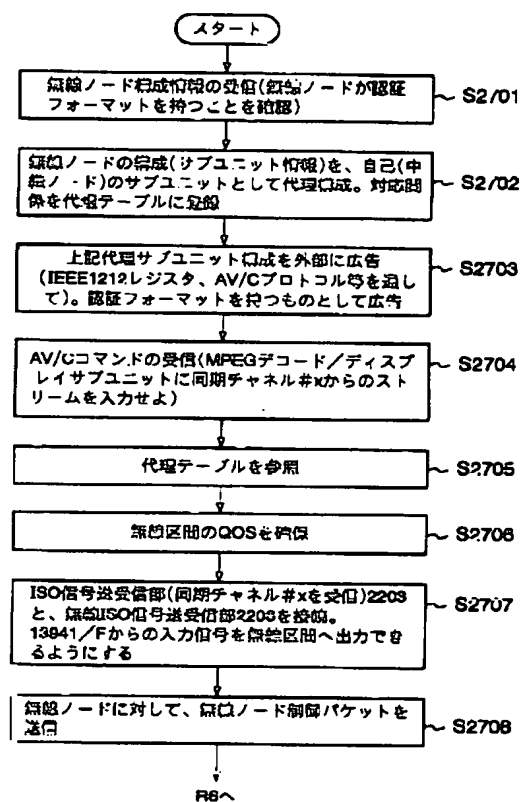 スタート
無線ノード構成情報の受信(無線ノードが認証
フォーマットを持つことを確認)
S2701
無線ノードの構成(サブユニット情報)を、自己(中
継ノード)のサブユニットとして代理構成。対応関
係を代理テーブルに登録
S2702
上記代理サブユニット構成を外部に広告
(IEEE1212レジスタ、AV/Cプロトコル等を通し
て)。認証フォーマットを持つものとして広告
S2703
AV/Cコマンドの受信(MPEGデコード/ディスプ
レイサブユニットに同期チャネル#xからのスト
リームを入力せよ)
S2704
代理テーブルを参照
S2705
無線区間のQOSを確保
S2706
ISO信号送受信部(同期チャネル#xを受信)2203
と、無線ISO信号送受信部2203を接続。
13941/Fからの入力信号を無線区間へ出力でき
るようにする
S2707
無線ノードに対して、無線ノード制御パケットを
送信
S2708
R6へ